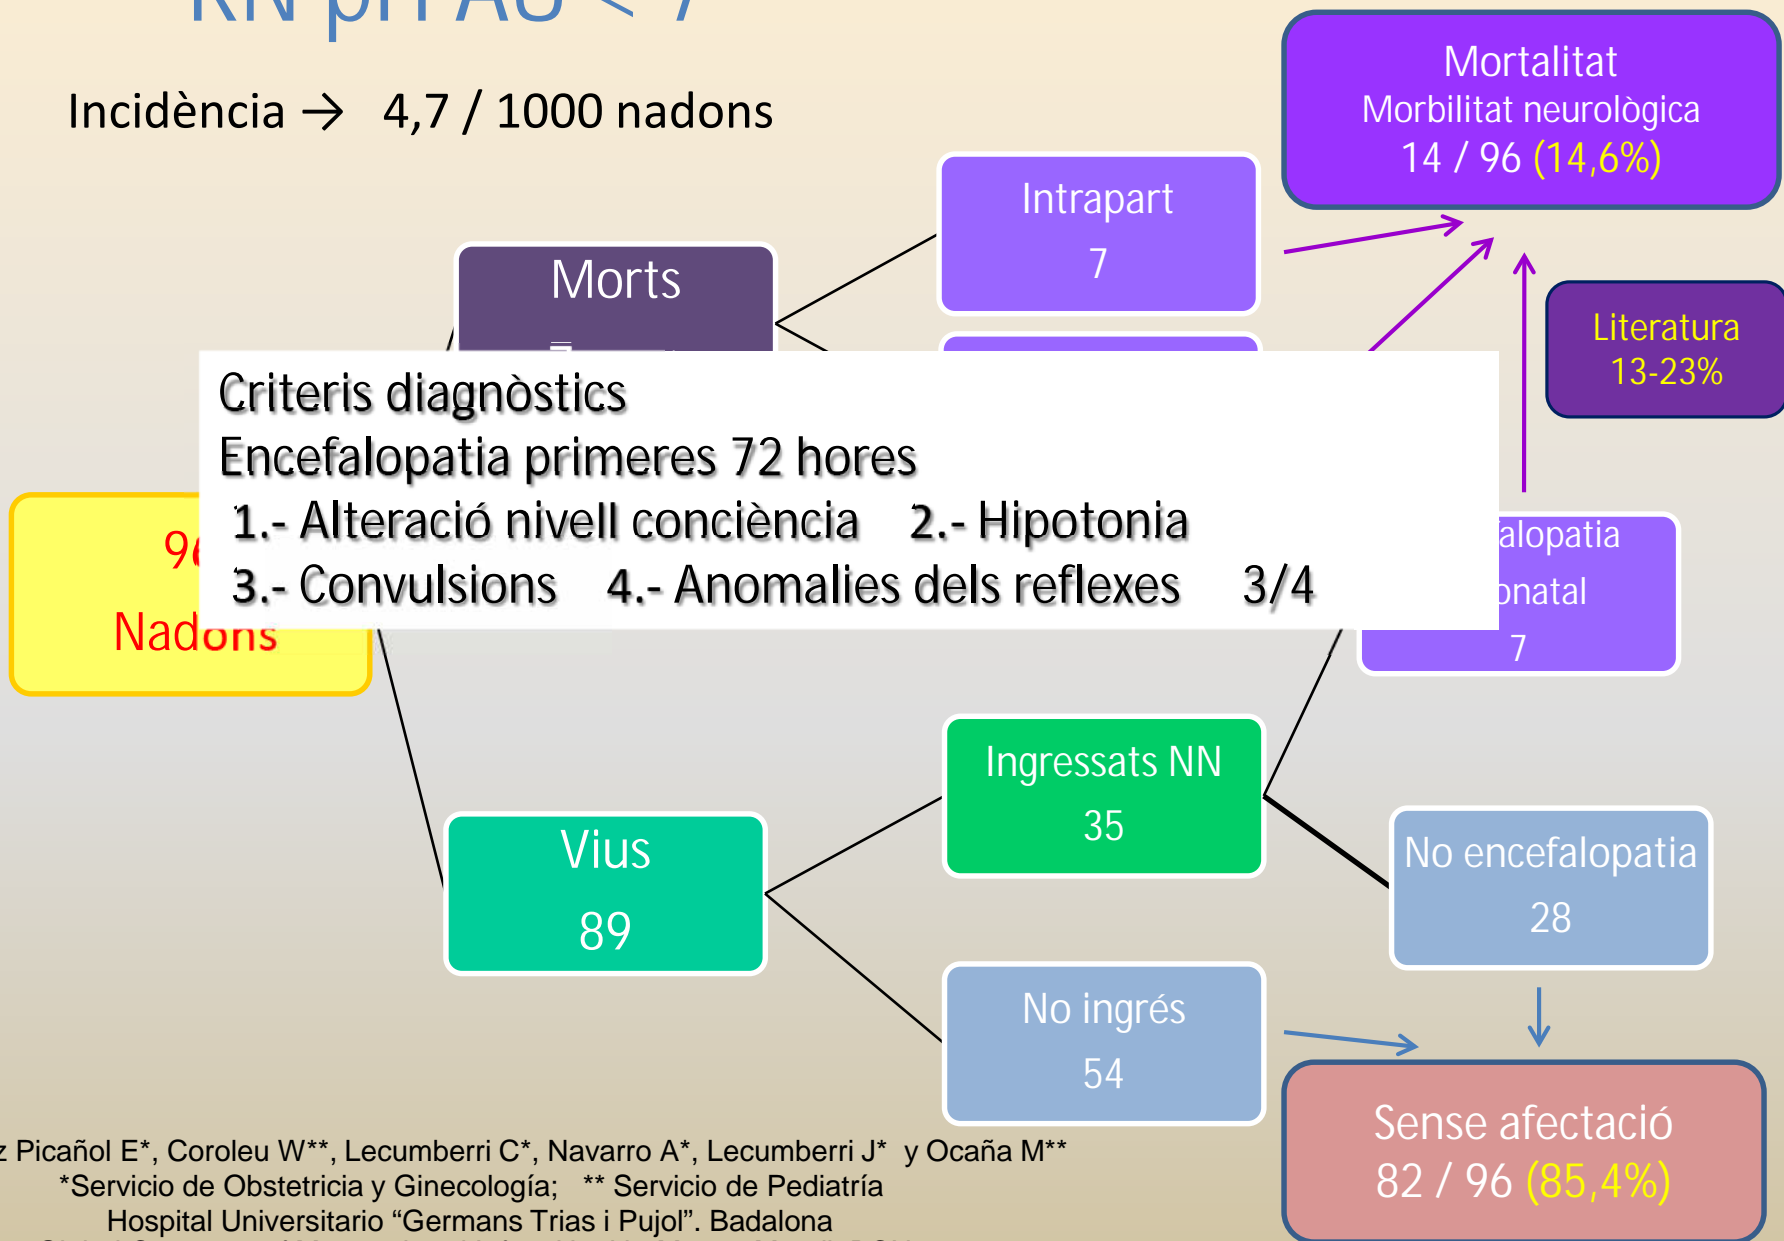 RN pH AU < 7
Incidència → 4,7 / 1000 nadons
Mortalitat
Morbilitat neurològica
14 / 96 (14,6%)
Intrapart
7
Morts
Literatura
13-23%
Criteris diagnòstics
Encefalopatia primeres 72 hores
1.- Alteració nivell conciència 2.- Hipotonia
3.- Convulsions 4.- Anomalies dels reflexes 3/4
Nadons
7
Ingressats NN
35
Vius
89
No encefalopatia
28
No ingrés
54
Sense afectació
82 / 96 (85,4%)
Picañol E*, Coroleu W**, Lecumberri C*, Navarro A*, Lecumberri J* y Ocaña M**
*Servicio de Obstetricia y Ginecología; ** Servicio de Pediatría
Hospital Universitario “Germans Trias i Pujol”. Badalona